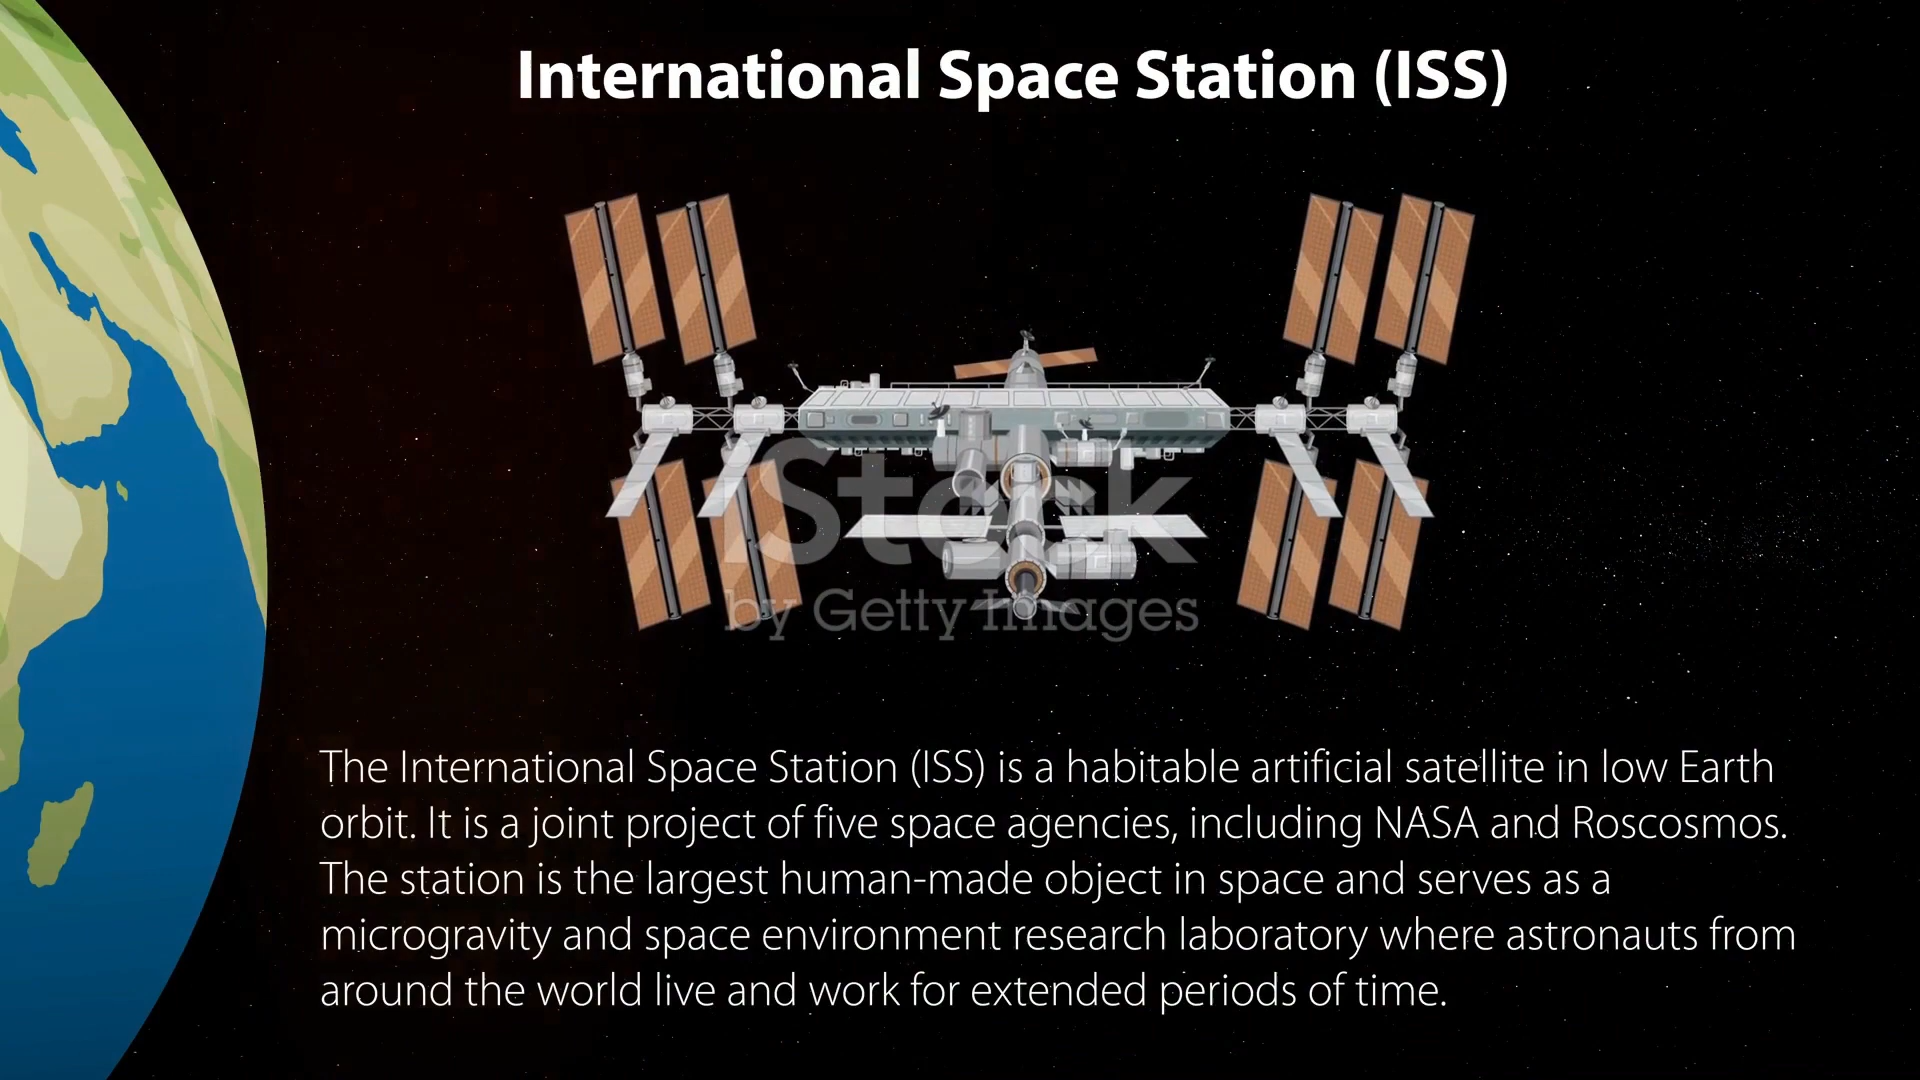 International Space Station (ISS)
iStock
by Getty Images
The International Space Station (ISS) is a habitable artificial satellite in low Earth
orbit. It is a joint project of five space agencies, including NASA and Roscosmos.
The station is the largest human-made object in space and serves as a
microgravity and space environment research laboratory where astronauts from
around the world live and work for extended periods of time.